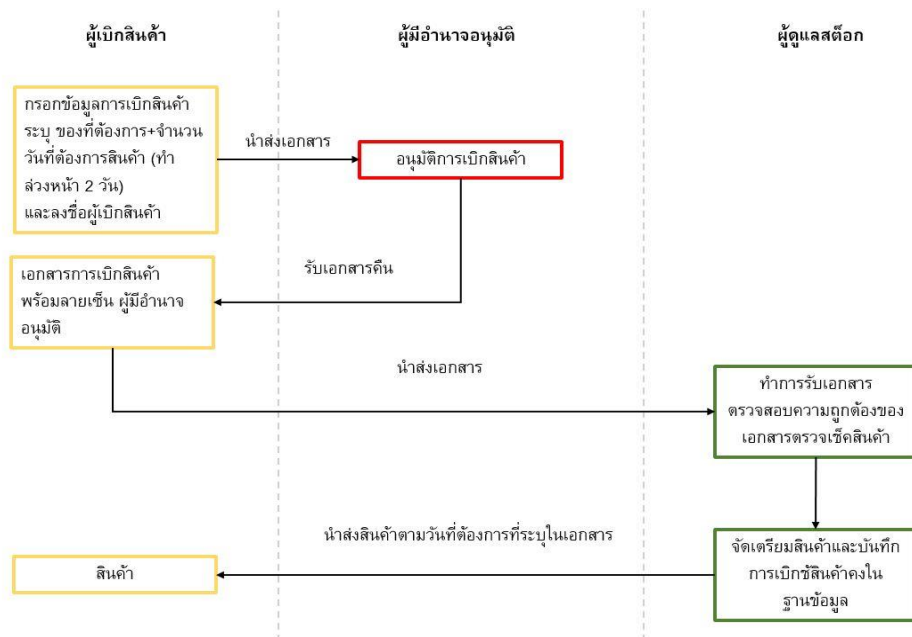 ผู้เบิกสินค้า
ผู้มีอำนาจอนุมัติ
ผู้ดูแลสต็อก
กรอกข้อมูลการเบิกสินค้า
ระบุ ของที่ต้องการ+จำนวน
วันที่ต้องการสินค้า (ทำ
ล่วงหน้า 2 วัน)
และลงชื่อผู้เบิกสินค้า
นำส่งเอกสาร
อนุมัติการเบิกสินค้า
รับเอกสารคืน
เอกสารการเบิกสินค้า
พร้อมลายเซ็น ผู้มีอำนาจ
อนุมัติ
นำส่งเอกสาร
ทำการรับเอกสาร
ตรวจสอบความถูกต้องของ
เอกสารตรวจเช็คสินค้า
นำส่งสินค้าตามวันที่ต้องการที่ระบุในเอกสาร
สินค้า
จัดเตรียมสินค้าและบันทึก
การเบิกช้สินค้าคงใน
ฐานข้อมูล